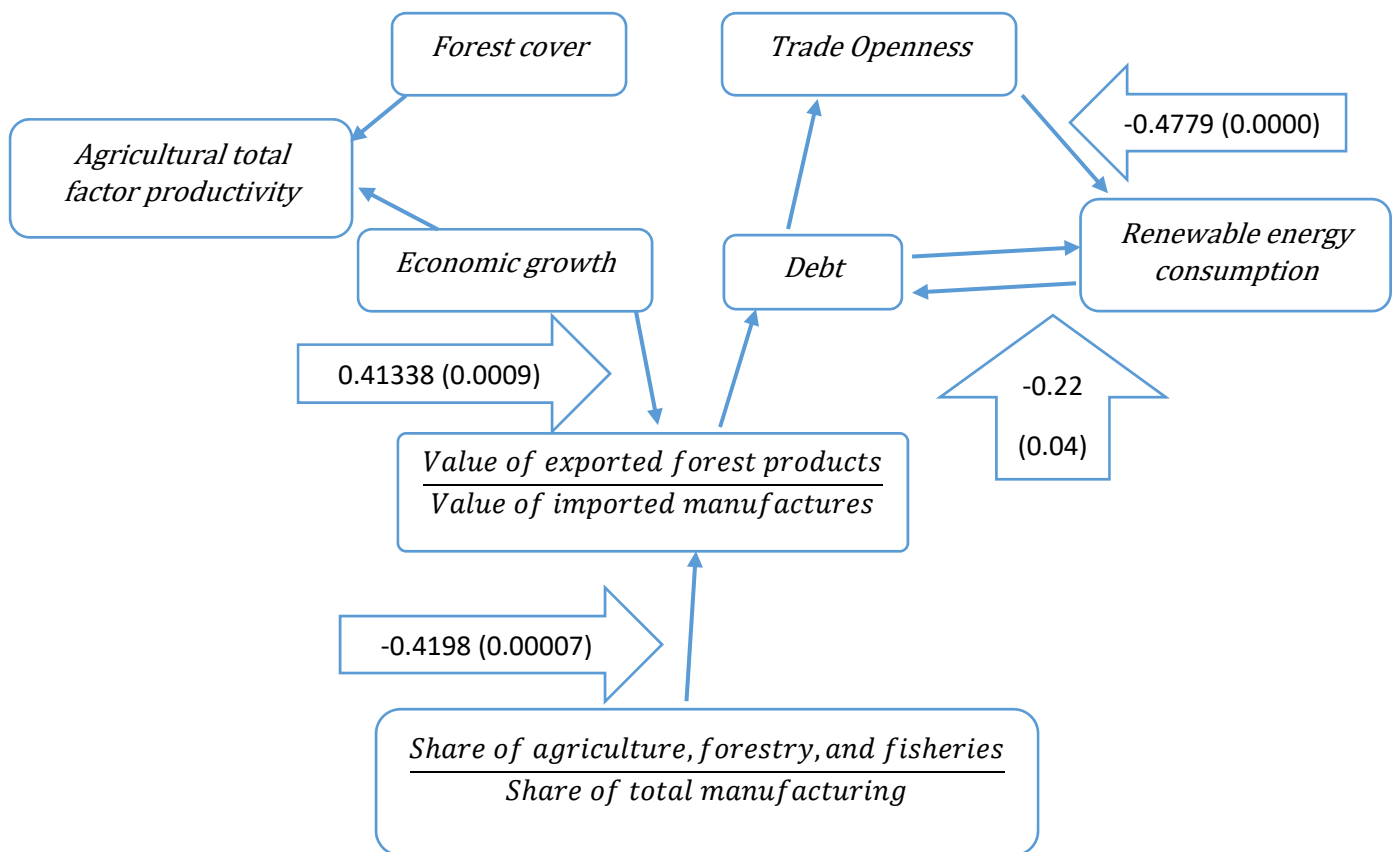 Forest cover
Trade Openness
-0.4779 (0.0000)
Agricultural total
factor productivity
Renewable energy
consumption
Economic growth
Debt
0.41338 (0.0009)
-0.22
(0.04)
Value of exported forest products
Value of imported manufactures
-0.4198 (0.00007)
Share of agriculture, forestry, and fisheries
Share of total manufacturing